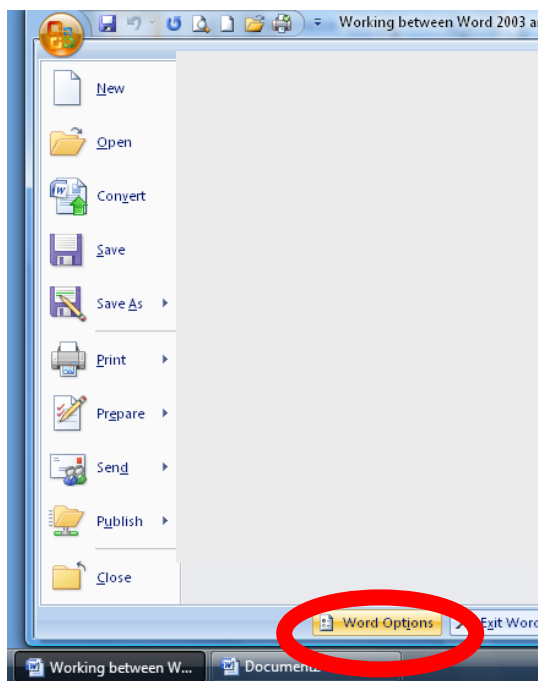 Working between Word 2003 a
New
Open
Convert
Save
Save As
Print
Prepare
Send
Publish
Close
Word Options
Exit Word
Working between W...
Document